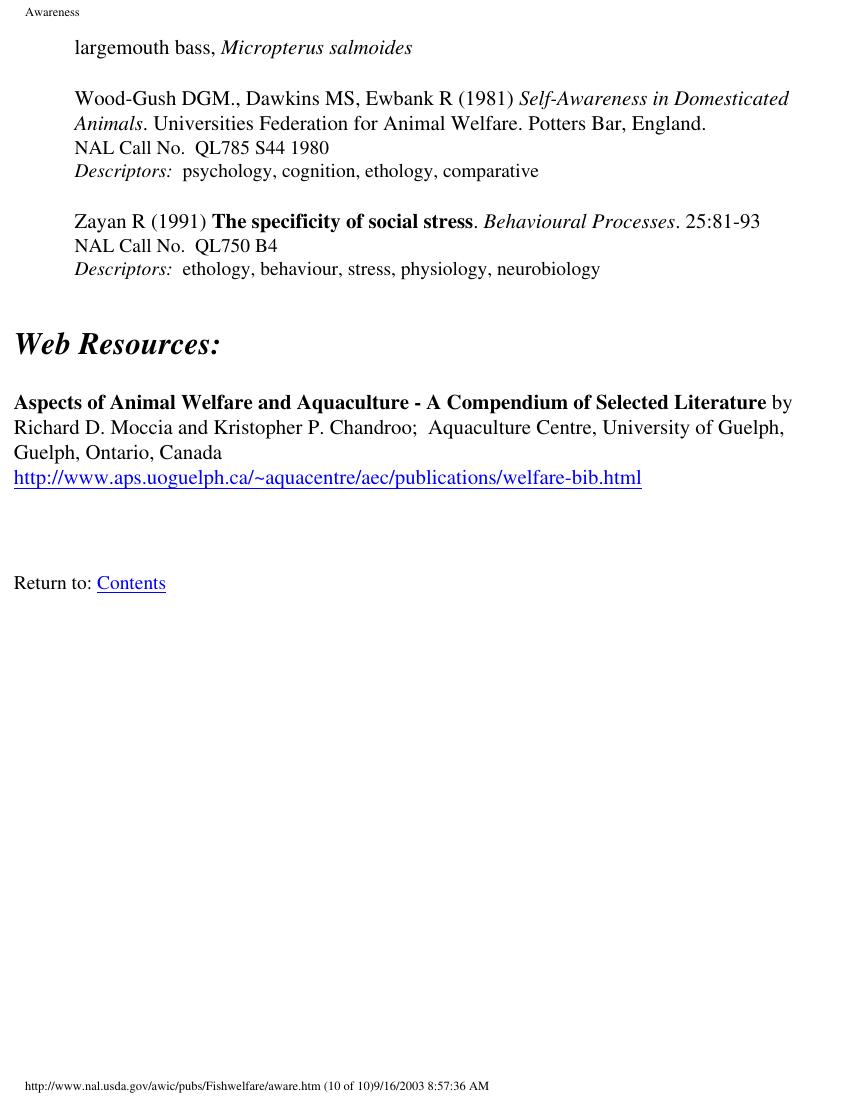 Awareness
largemouth bass, Micropterus salmoides
Wood-Gush DGM., Dawkins MS, Ewbank R (1981) Self-Awareness in Domesticated
Animals. Universities Federation for Animal Welfare. Potters Bar, England.
NAL Call No.  QL785 S44 1980
Descriptors:  psychology, cognition, ethology, comparative
Zayan R (1991) The specificity of social stress. Behavioural Processes. 25:81-93
NAL Call No.  QL750 B4
Descriptors:  ethology, behaviour, stress, physiology, neurobiology
Web Resources:
Aspects of Animal Welfare and Aquaculture - A Compendium of Selected Literature by
Richard D. Moccia and Kristopher P. Chandroo;  Aquaculture Centre, University of Guelph,
Guelph, Ontario, Canada
http://www.aps.uoguelph.ca/~aquacentre/aec/publications/welfare-bib.html
Return to: Contents
http://www.nal.usda.gov/awic/pubs/Fishwelfare/aware.htm (10 of 10)9/16/2003 8:57:36 AM